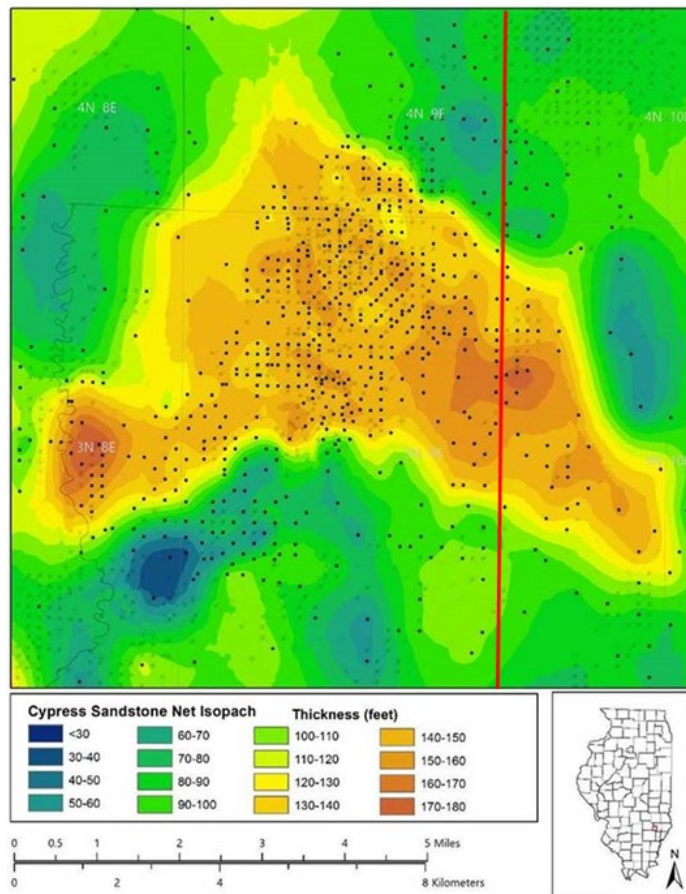 4N 8E
4N 9E
4N 10E
3N 8E
Cypress Sandstone Net Isopach
Thickness (feet)
<30
30-40
40-50
50-60
60-70
70-80
80-90
90-100
100-110
110-120
120-130
130-140
140-150
150-160
160-170
170-180
0 0.5 1 2 3 4 5 Miles
0 2 4 8 Kilometers
N